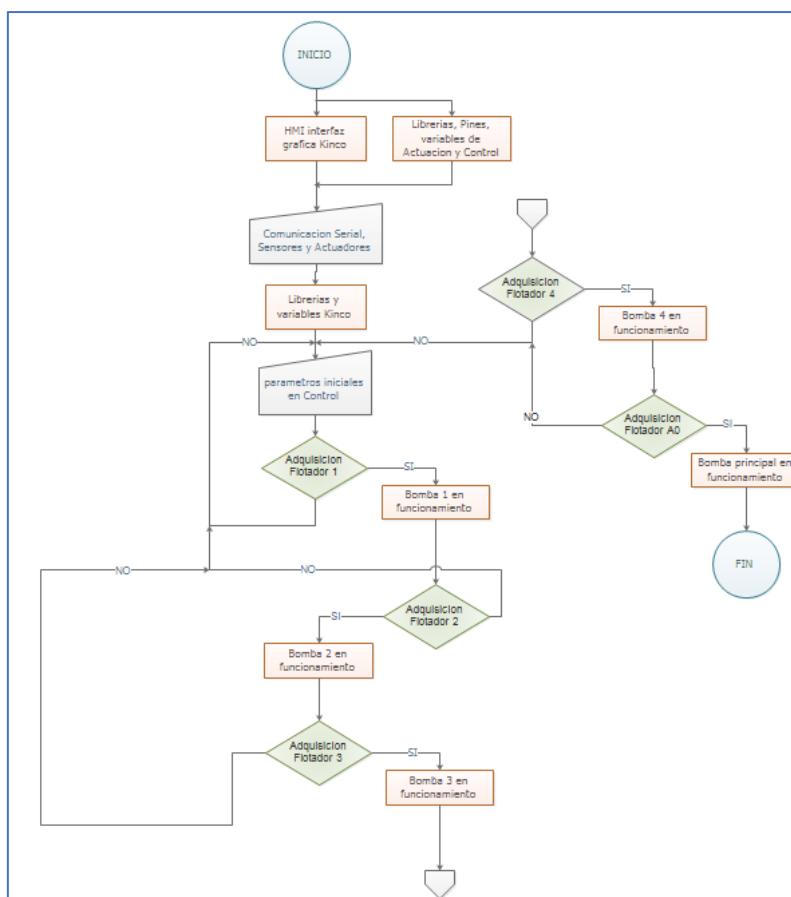 INICIO
HMI interfaz
grafica Kinco
Librerias, Pines,
variables de
Actuacion y Control
Comunicacion Serial,
Sensores y Actuadores
Librerias y
variables Kinco
NO
parametros iniciales
en Control
Adquisicion
Flotador 1
SI
Bomba 1 en
funcionamiento
NO
NO
Adquisicion
Flotador 2
SI
Bomba 2 en
funcionamiento
Adquisicion
Flotador 3
SI
Bomba 3 en
funcionamiento
Adquisicion
Flotador 4
SI
Bomba 4 en
funcionamiento
NO
NO
Adquisicion
Flotador A0
SI
Bomba principal en
funcionamiento
FIN